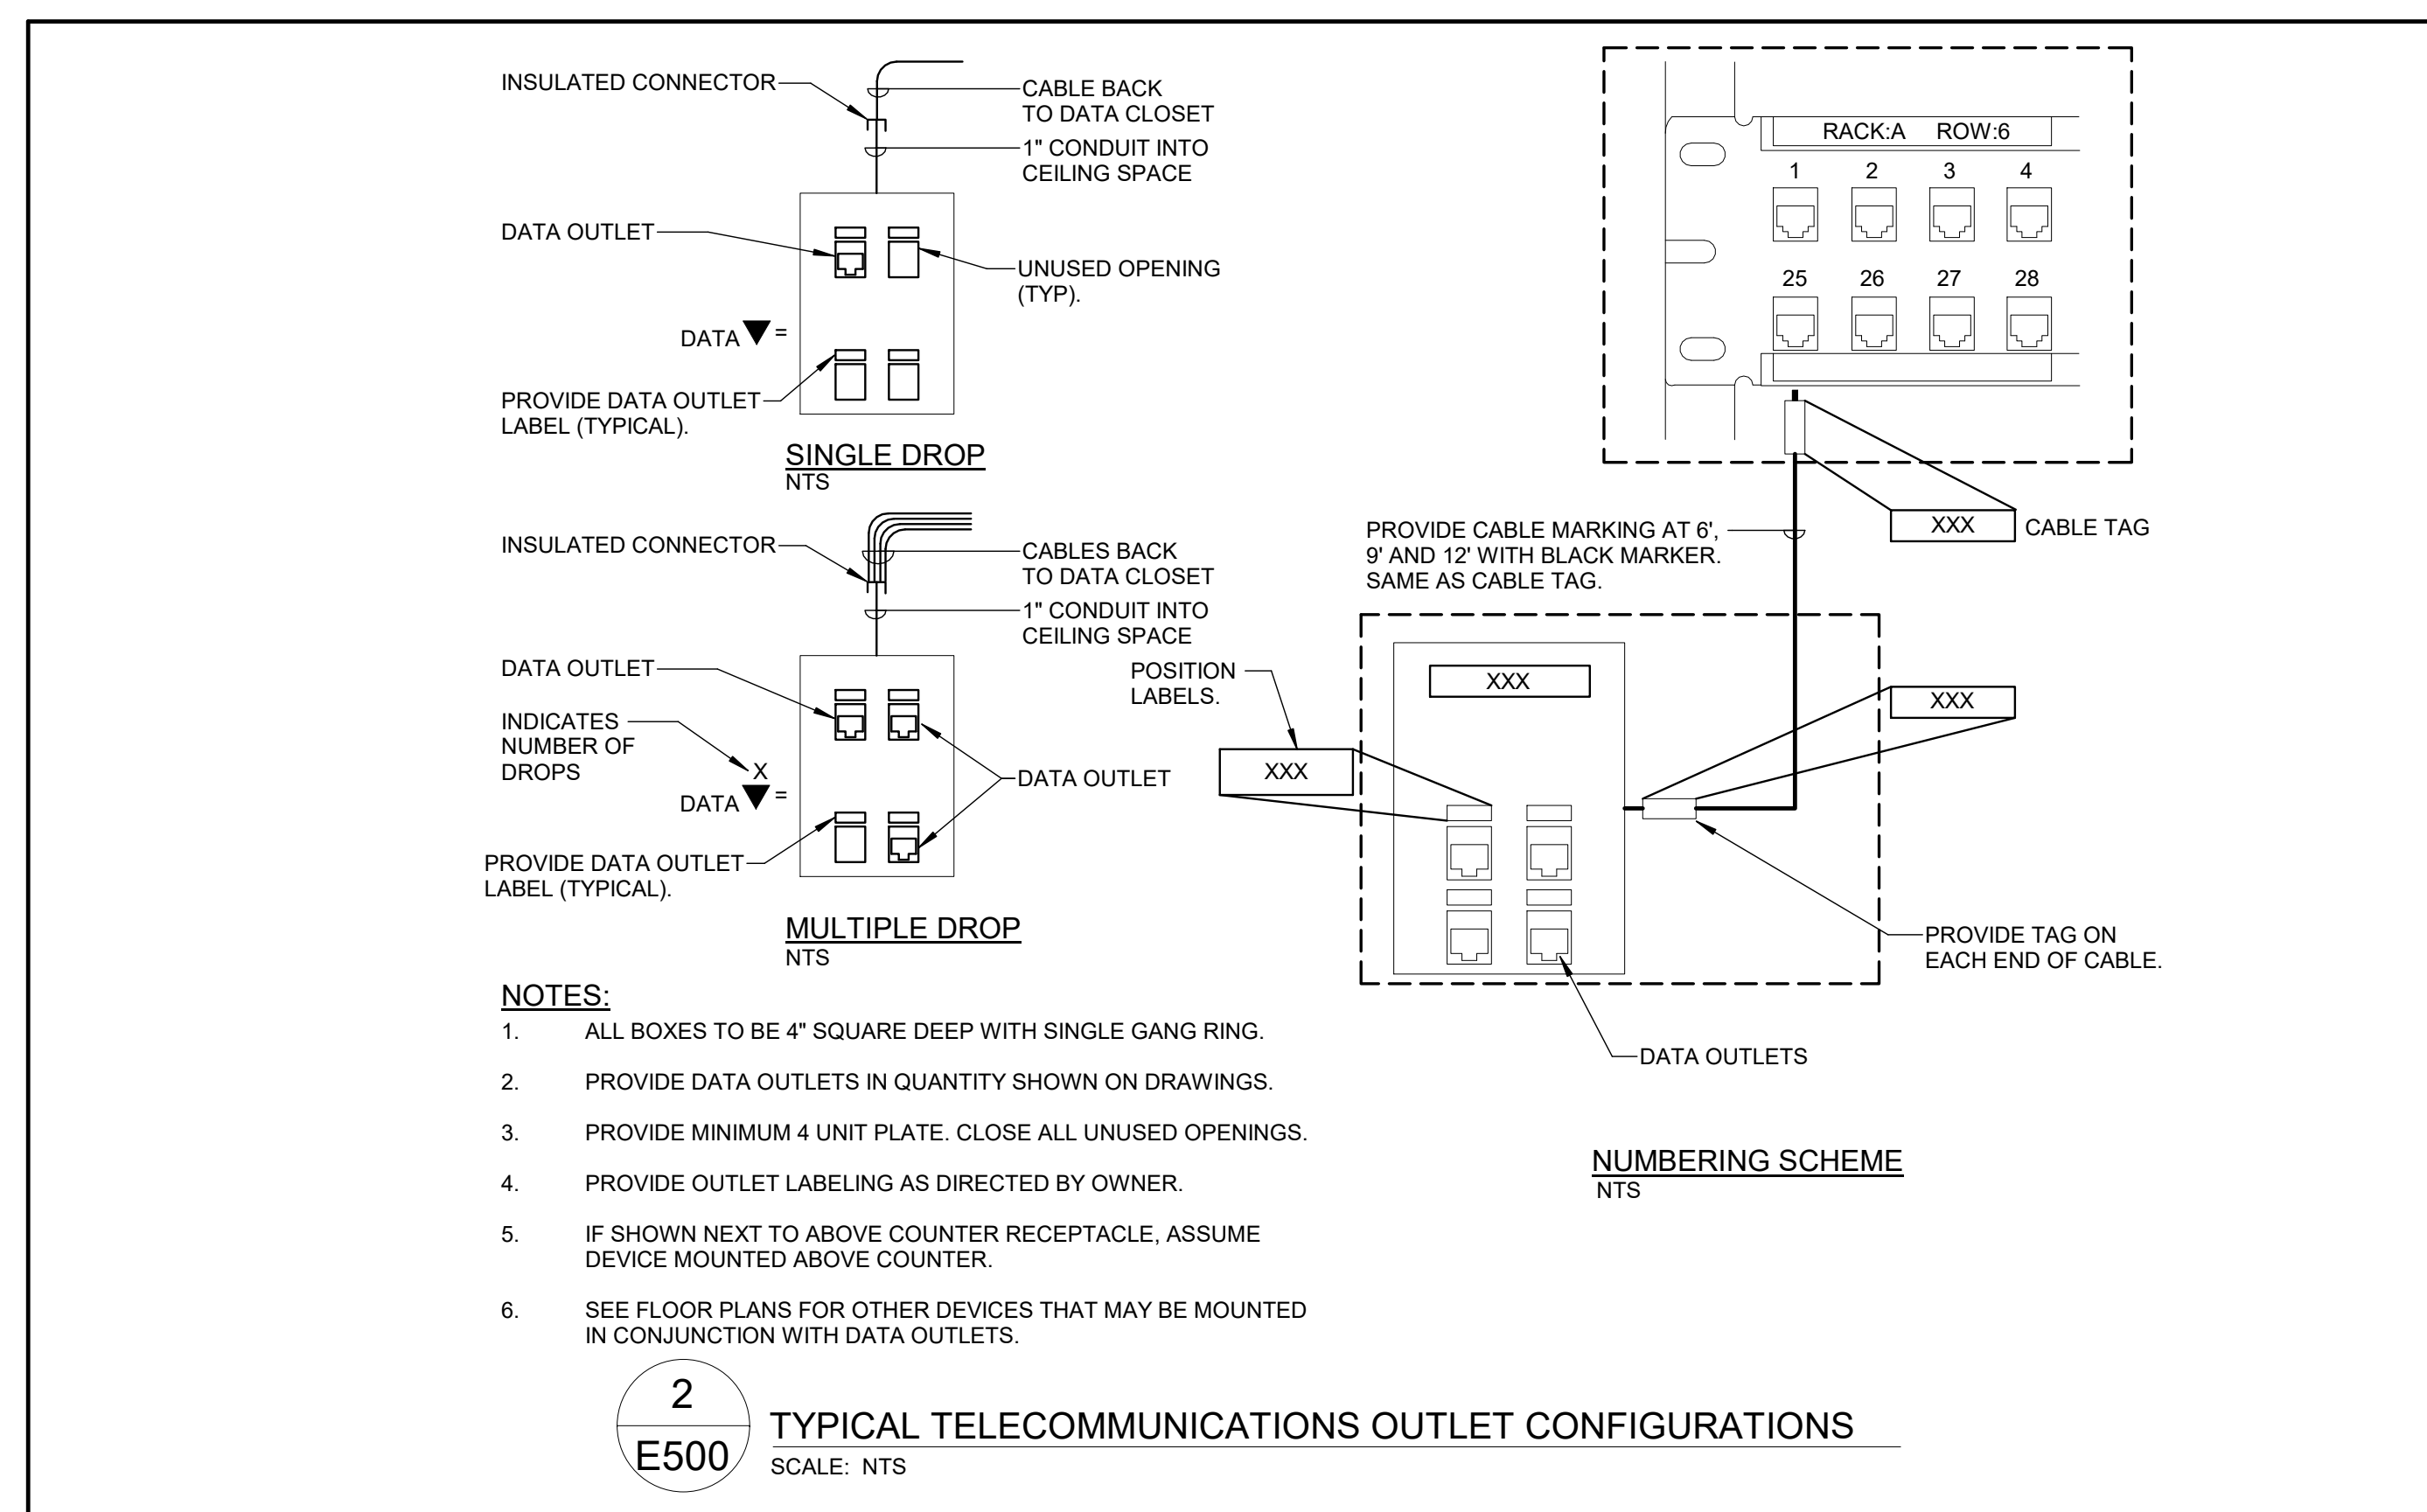 INSULATED CONNECTOR
CABLE BACK
TO DATA CLOSET
1" CONDUIT INTO
CEILING SPACE
DATA OUTLET
UNUSED OPENING
(TYP).
DATA =
PROVIDE DATA OUTLET
LABEL (TYPICAL).
SINGLE DROP
NTS
INSULATED CONNECTOR
CABLES BACK
TO DATA CLOSET
1" CONDUIT INTO
CEILING SPACE
DATA OUTLET
INDICATES
NUMBER OF
DROPS
X
DATA =
DATA OUTLET
PROVIDE DATA OUTLET
LABEL (TYPICAL).
MULTIPLE DROP
NTS
RACK:A ROW:6
1 2 3 4
25 26 27 28
XXX CABLE TAG
PROVIDE CABLE MARKING AT 6',
9' AND 12' WITH BLACK MARKER.
SAME AS CABLE TAG.
POSITION
LABELS.
XXX
XXX
XXX
PROVIDE TAG ON
EACH END OF CABLE.
DATA OUTLETS
NUMBERING SCHEME
NTS
NOTES:
1. ALL BOXES TO BE 4" SQUARE DEEP WITH SINGLE GANG RING.
2. PROVIDE DATA OUTLETS IN QUANTITY SHOWN ON DRAWINGS.
3. PROVIDE MINIMUM 4 UNIT PLATE. CLOSE ALL UNUSED OPENINGS.
4. PROVIDE OUTLET LABELING AS DIRECTED BY OWNER.
5. IF SHOWN NEXT TO ABOVE COUNTER RECEPTACLE, ASSUME
DEVICE MOUNTED ABOVE COUNTER.
6. SEE FLOOR PLANS FOR OTHER DEVICES THAT MAY BE MOUNTED
IN CONJUNCTION WITH DATA OUTLETS.
2
E500
TYPICAL TELECOMMUNICATIONS OUTLET CONFIGURATIONS
SCALE: NTS